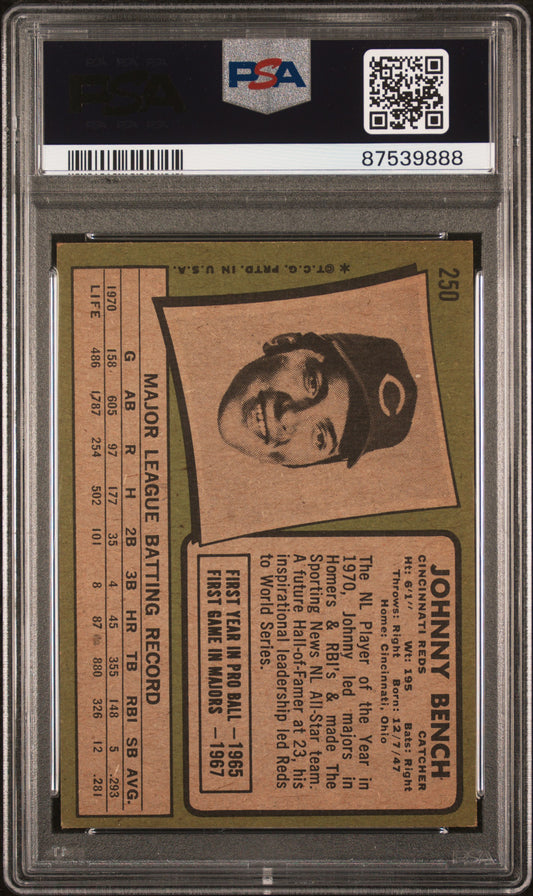 PSA
PSA
87539888
250
*©T.C.G. PRTD. IN U.S.A.
C
JOHNNY BENCH
CINCINNATI REDS CATCHER
Ht: 6'1" Wt: 195 Bats: Right
Throws: Right Born: 12/7/47
Home: Cincinnati, Ohio
The NL Player of the Year in
1970, Johnny led majors in
Homers & RBI's & made The
Sporting News NL All-Star team.
A future Hall-of-Famer at 23, his
inspirational leadership led Reds
to World Series.
FIRST YEAR IN PRO BALL —1965
FIRST GAME IN MAJORS —1967
MAJOR LEAGUE BATTING RECORD
G AB R H 2B 3B HR TB RBI SB AVG.
1970 158 605 97 177 35 4 45 355 148 5 .293
LIFE 486 1787 254 502 101 8 87 880 326 12 .281
PSA